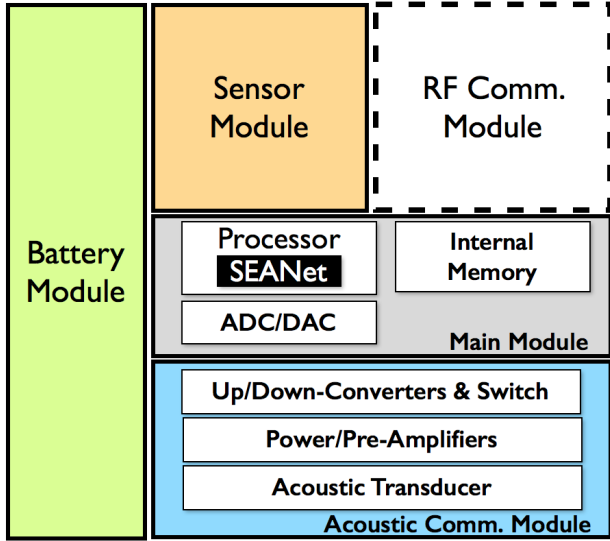 Battery
Module
Sensor
Module
RF Comm.
Module
Processor
SEANet
Internal
Memory
ADC/DAC
Main Module
Up/Down-Converters & Switch
Power/Pre-Amplifiers
Acoustic Transducer
Acoustic Comm. Module